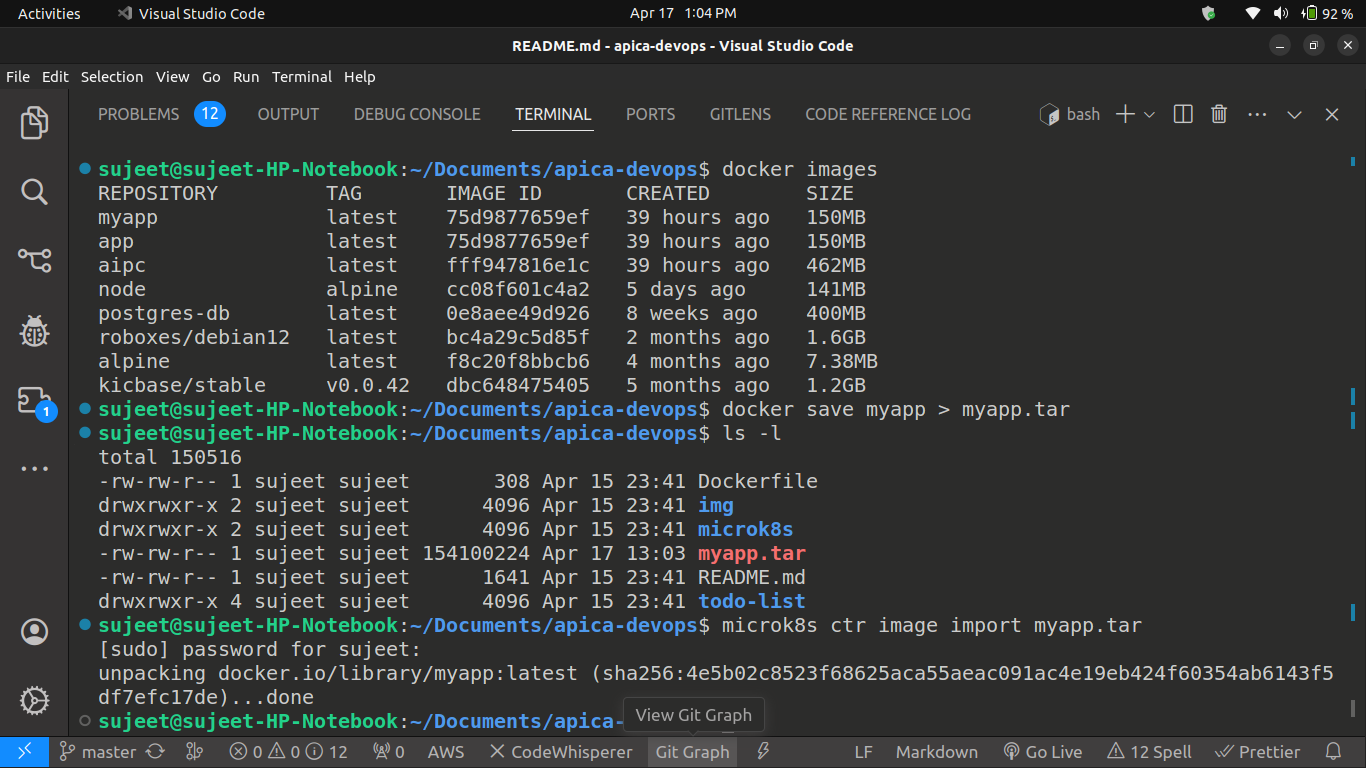 Activities Visual Studio Code Apr 17 1:04 PM 92 %
README.md - apica-devops - Visual Studio Code
File Edit Selection View Go Run Terminal Help
PROBLEMS 12 OUTPUT DEBUG CONSOLE TERMINAL PORTS GITLENS CODE REFERENCE LOG bash
sujeet@sujeet-HP-Notebook:~/Documents/apica-devops$ docker images
REPOSITORY TAG IMAGE ID CREATED SIZE
myapp latest 75d9877659ef 39 hours ago 150MB
app latest 75d9877659ef 39 hours ago 150MB
aipc latest fff947816e1c 39 hours ago 462MB
node alpine cc08f601c4a2 5 days ago 141MB
postgres-db latest 0e8aee49d926 8 weeks ago 400MB
roboxes/debian12 latest bc4a29c5d85f 2 months ago 1.6GB
alpine latest f8c20f8bbcb6 4 months ago 7.38MB
kicbase/stable v0.0.42 dbc648475405 5 months ago 1.2GB
sujeet@sujeet-HP-Notebook:~/Documents/apica-devops$ docker save myapp > myapp.tar
sujeet@sujeet-HP-Notebook:~/Documents/apica-devops$ ls -l
total 150516
-rw-rw-r-- 1 sujeet sujeet 308 Apr 15 23:41 Dockerfile
drwxrwxr-x 2 sujeet sujeet 4096 Apr 15 23:41 img
drwxrwxr-x 2 sujeet sujeet 4096 Apr 15 23:41 microk8s
-rw-rw-r-- 1 sujeet sujeet 154100224 Apr 17 13:03 myapp.tar
-rw-rw-r-- 1 sujeet sujeet 1641 Apr 15 23:41 README.md
drwxrwxr-x 4 sujeet sujeet 4096 Apr 15 23:41 todo-list
sujeet@sujeet-HP-Notebook:~/Documents/apica-devops$ microk8s ctr image import myapp.tar
[sudo] password for sujeet:
unpacking docker.io/library/myapp:latest (sha256:4e5b02c8523f68625aca55aeac091ac4e19eb424f60354ab6143f5
df7efc17de)...done
sujeet@sujeet-HP-Notebook:~/Documents/apica-
View Git Graph
1
master 0 0 12 0 AWS CodeWhisperer Git Graph LF Markdown Go Live 12 Spell Prettier